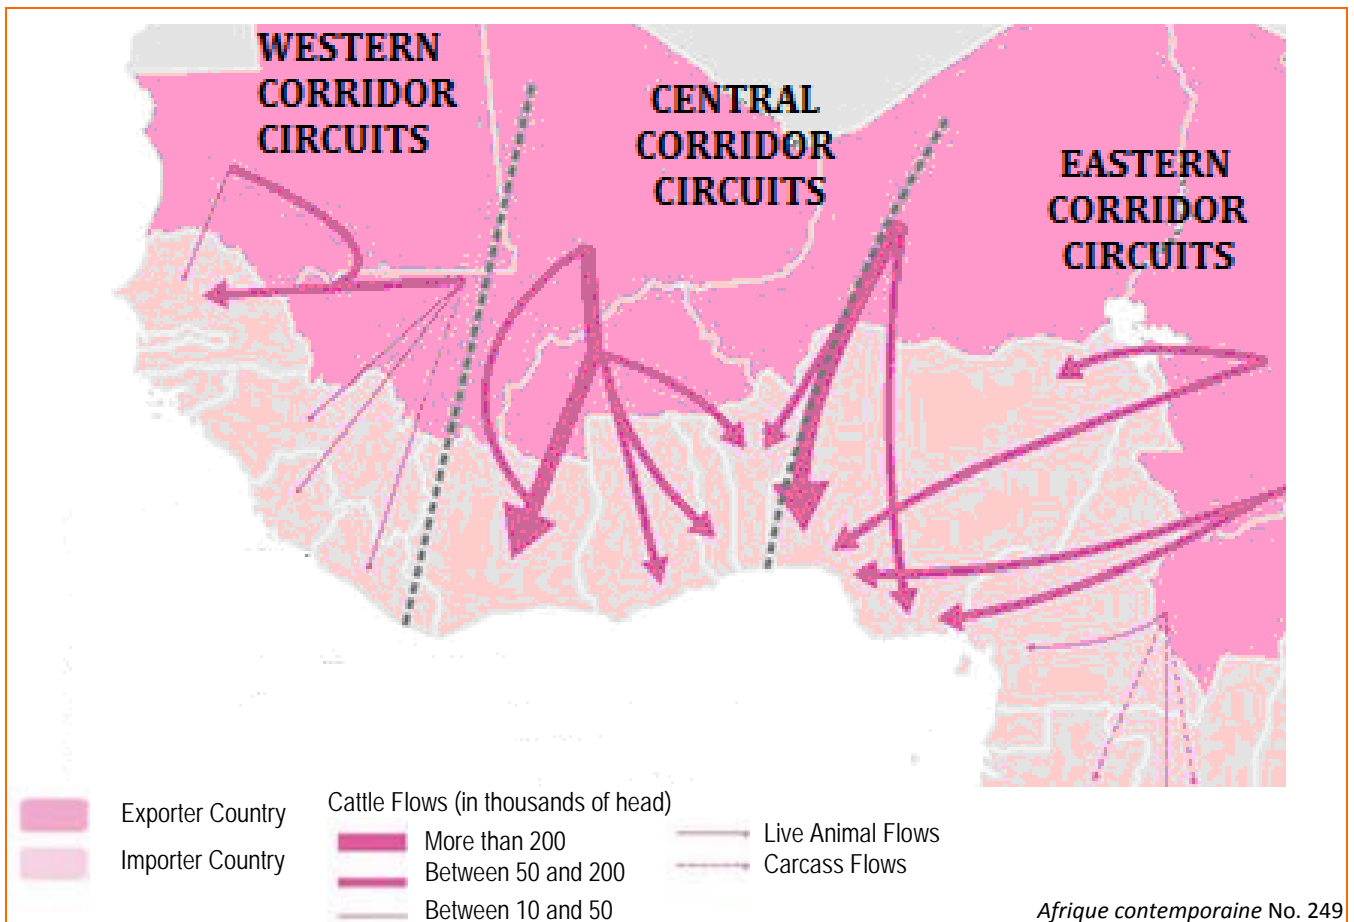 WESTERN
CORRIDOR
CIRCUITS
CENTRAL
CORRIDOR
CIRCUITS
EASTERN
CORRIDOR
CIRCUITS
Exporter Country
Importer Country
Cattle Flows (in thousands of head)
More than 200
Between 50 and 200
Between 10 and 50
Live Animal Flows
Carcass Flows
Afrique contemporaine No. 249